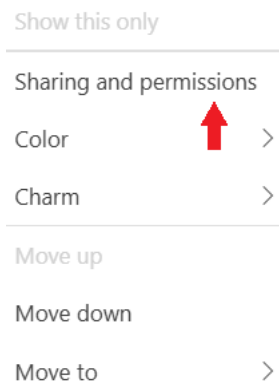 Show this only
Sharing and permissions
Color
Charm
Move up
Move down
Move to